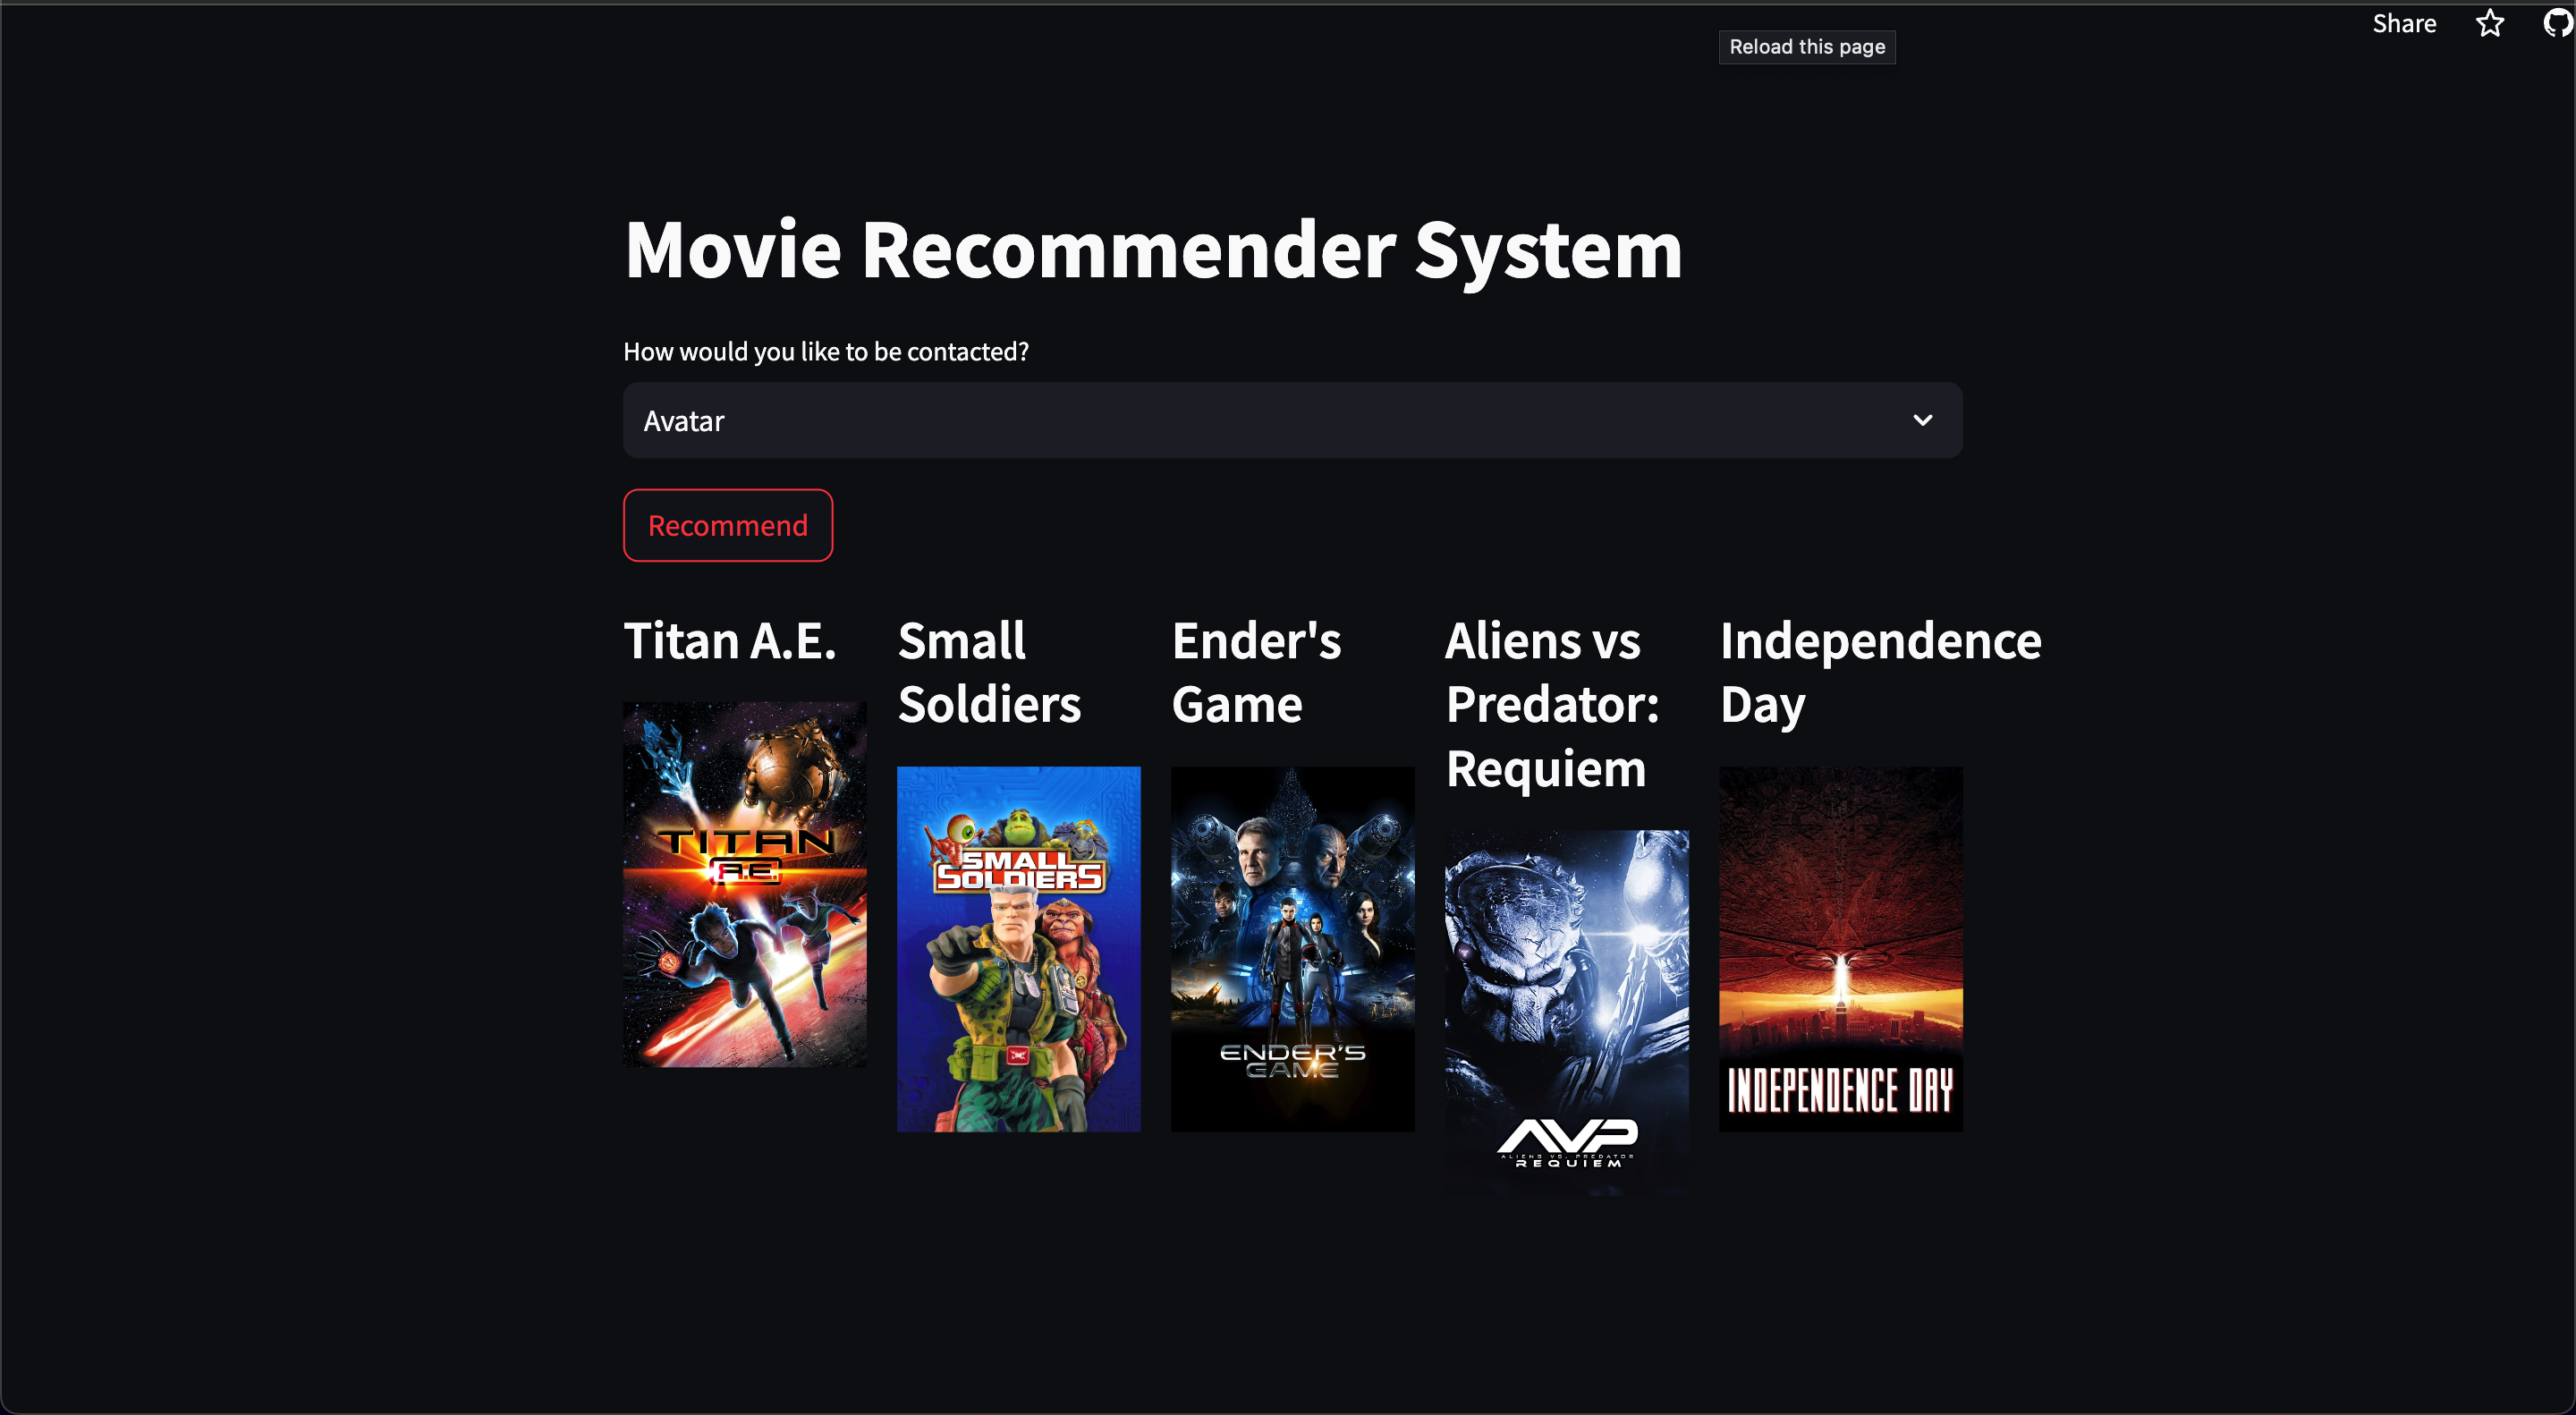 Share
Reload this page
Movie Recommender System
How would you like to be contacted?
Avatar
Recommend
Titan A.E.
Small
Soldiers
Ender's
Game
Aliens vs
Predator:
Requiem
Independence
Day
TITAN
A.E.
SMALL
SOLDIERS
ENDER'S
GAME
AVP
ALIENS VS. PREDATOR
REQUIEM
INDEPENDENCE DAY